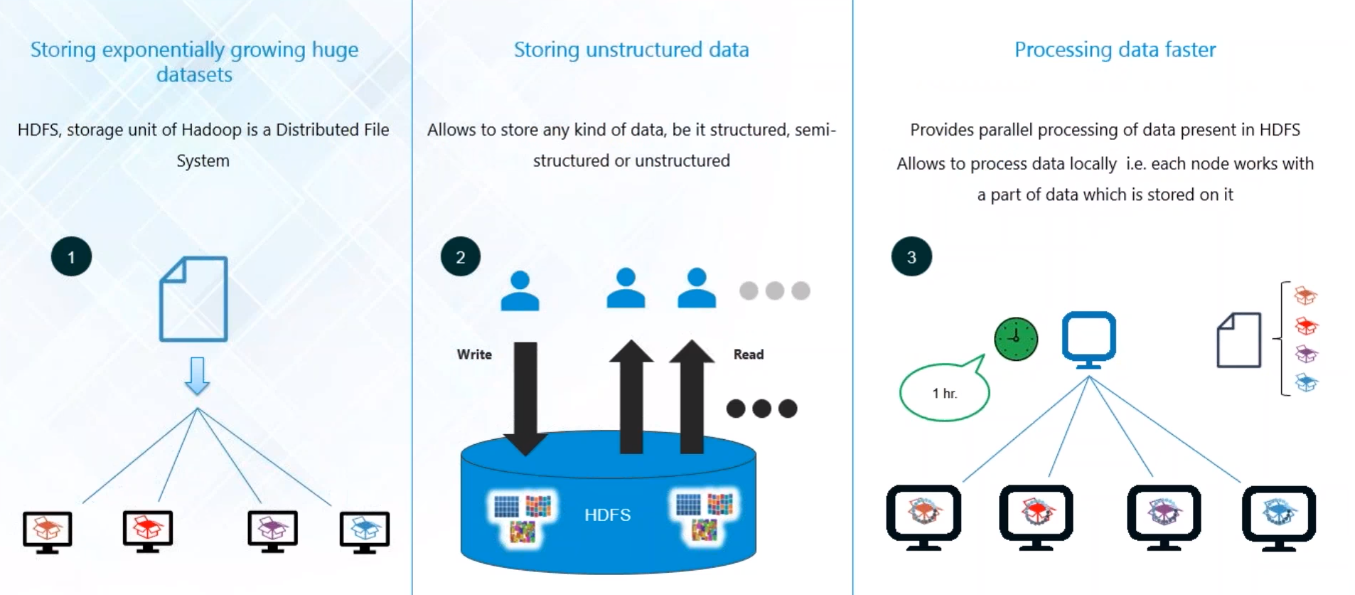 Storing exponentially growing huge
datasets
HDFS, storage unit of Hadoop is a Distributed File
System
1
Storing unstructured data
Allows to store any kind of data, be it structured, semi-
structured or unstructured
2
Write
Read
HDFS
Processing data faster
Provides parallel processing of data present in HDFS
Allows to process data locally i.e. each node works with
a part of data which is stored on it
3
1 hr.